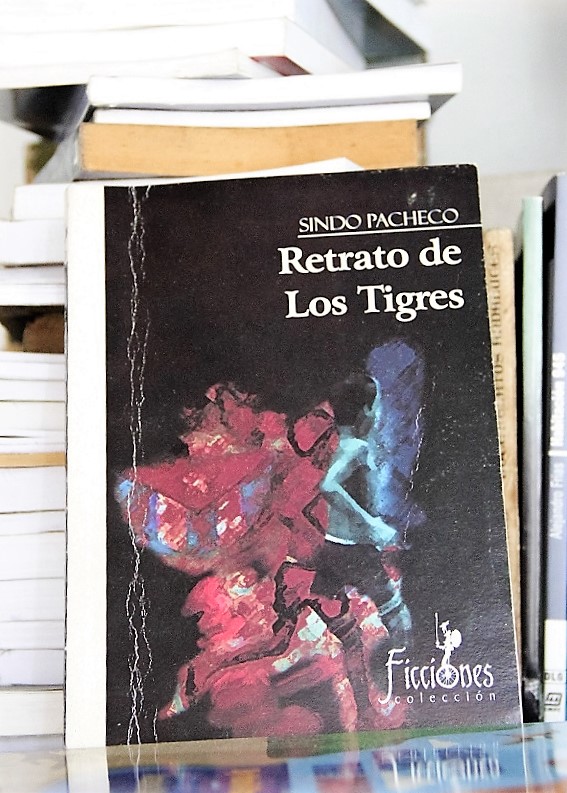 SINDO PACHECO
Retrato de
Los Tigres
Ficciones
colección